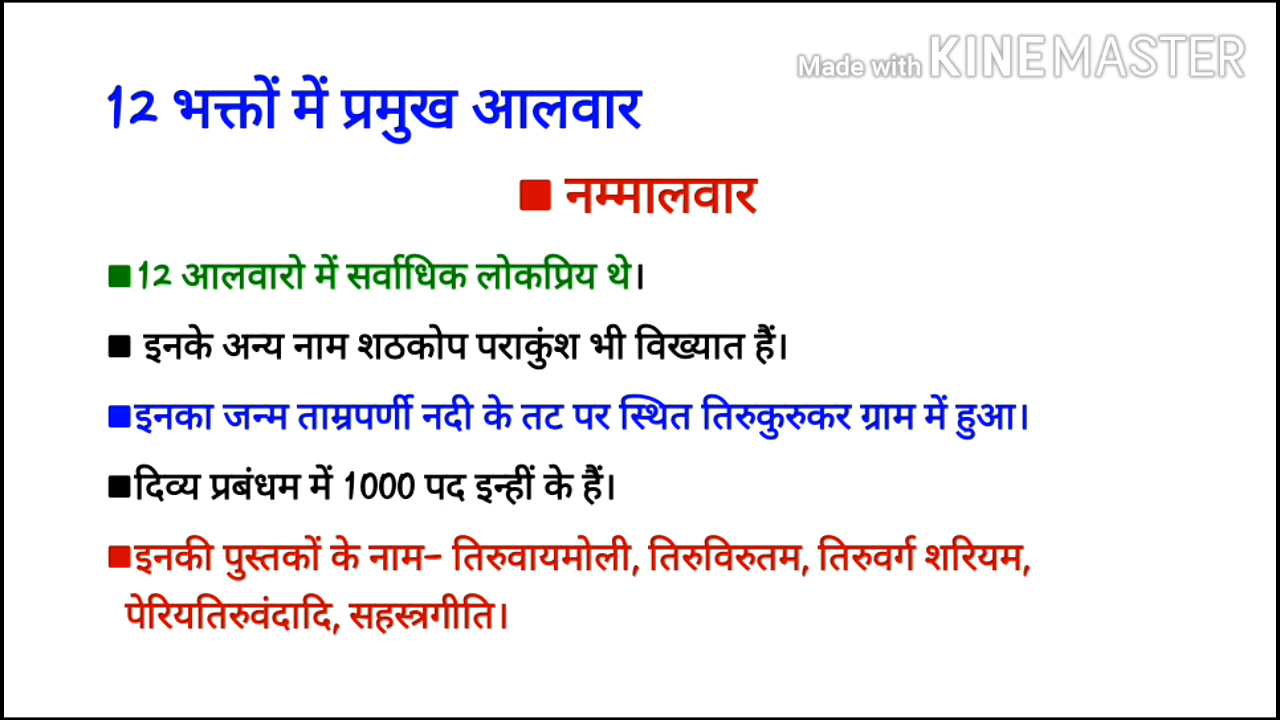 Made with KINEMASTER
12 भक्तों में प्रमुख आलवार
■ नम्मालवार
■12 आलवारो में सर्वाधिक लोकप्रिय थे।
■ इनके अन्य नाम शठकोप पराकुंश भी विख्यात हैं।
■इनका जन्म ताम्रपर्णी नदी के तट पर स्थित तिरुकुरुकर ग्राम में हुआ।
■दिव्य प्रबंधम में 1000 पद इन्हीं के हैं।
■इनकी पुस्तकों के नाम- तिरुवायमोली, तिरुविरुतम, तिरुवर्ग शरियम,
पेरियतिरुवंदादि, सहस्त्रगीति।